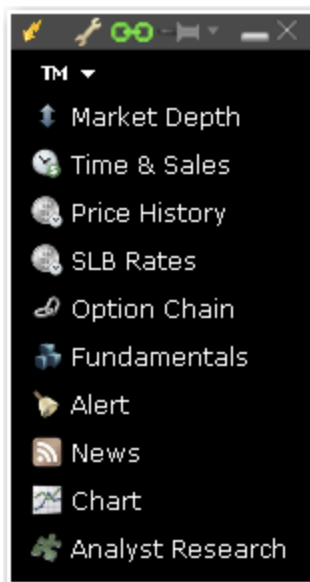 TM
Market Depth
Time & Sales
Price History
SLB Rates
Option Chain
Fundamentals
Alert
News
Chart
Analyst Research